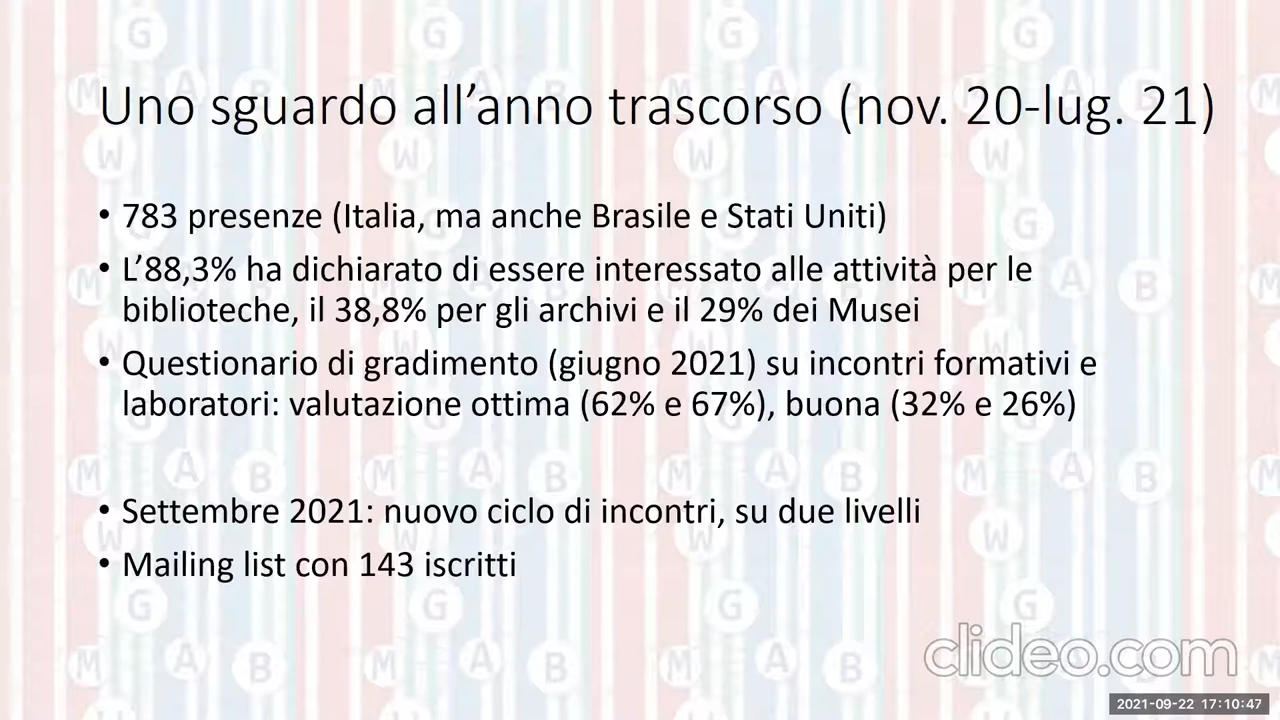 Uno sguardo all’anno trascorso (nov. 20-lug. 21)
• 783 presenze (Italia, ma anche Brasile e Stati Uniti)
• L’88,3% ha dichiarato di essere interessato alle attività per le
biblioteche, il 38,8% per gli archivi e il 29% dei Musei
• Questionario di gradimento (giugno 2021) su incontri formativi e
laboratori: valutazione ottima (62% e 67%), buona (32% e 26%)
• Settembre 2021: nuovo ciclo di incontri, su due livelli
• Mailing list con 143 iscritti
clideo.com
2021-09-22 17:10:47